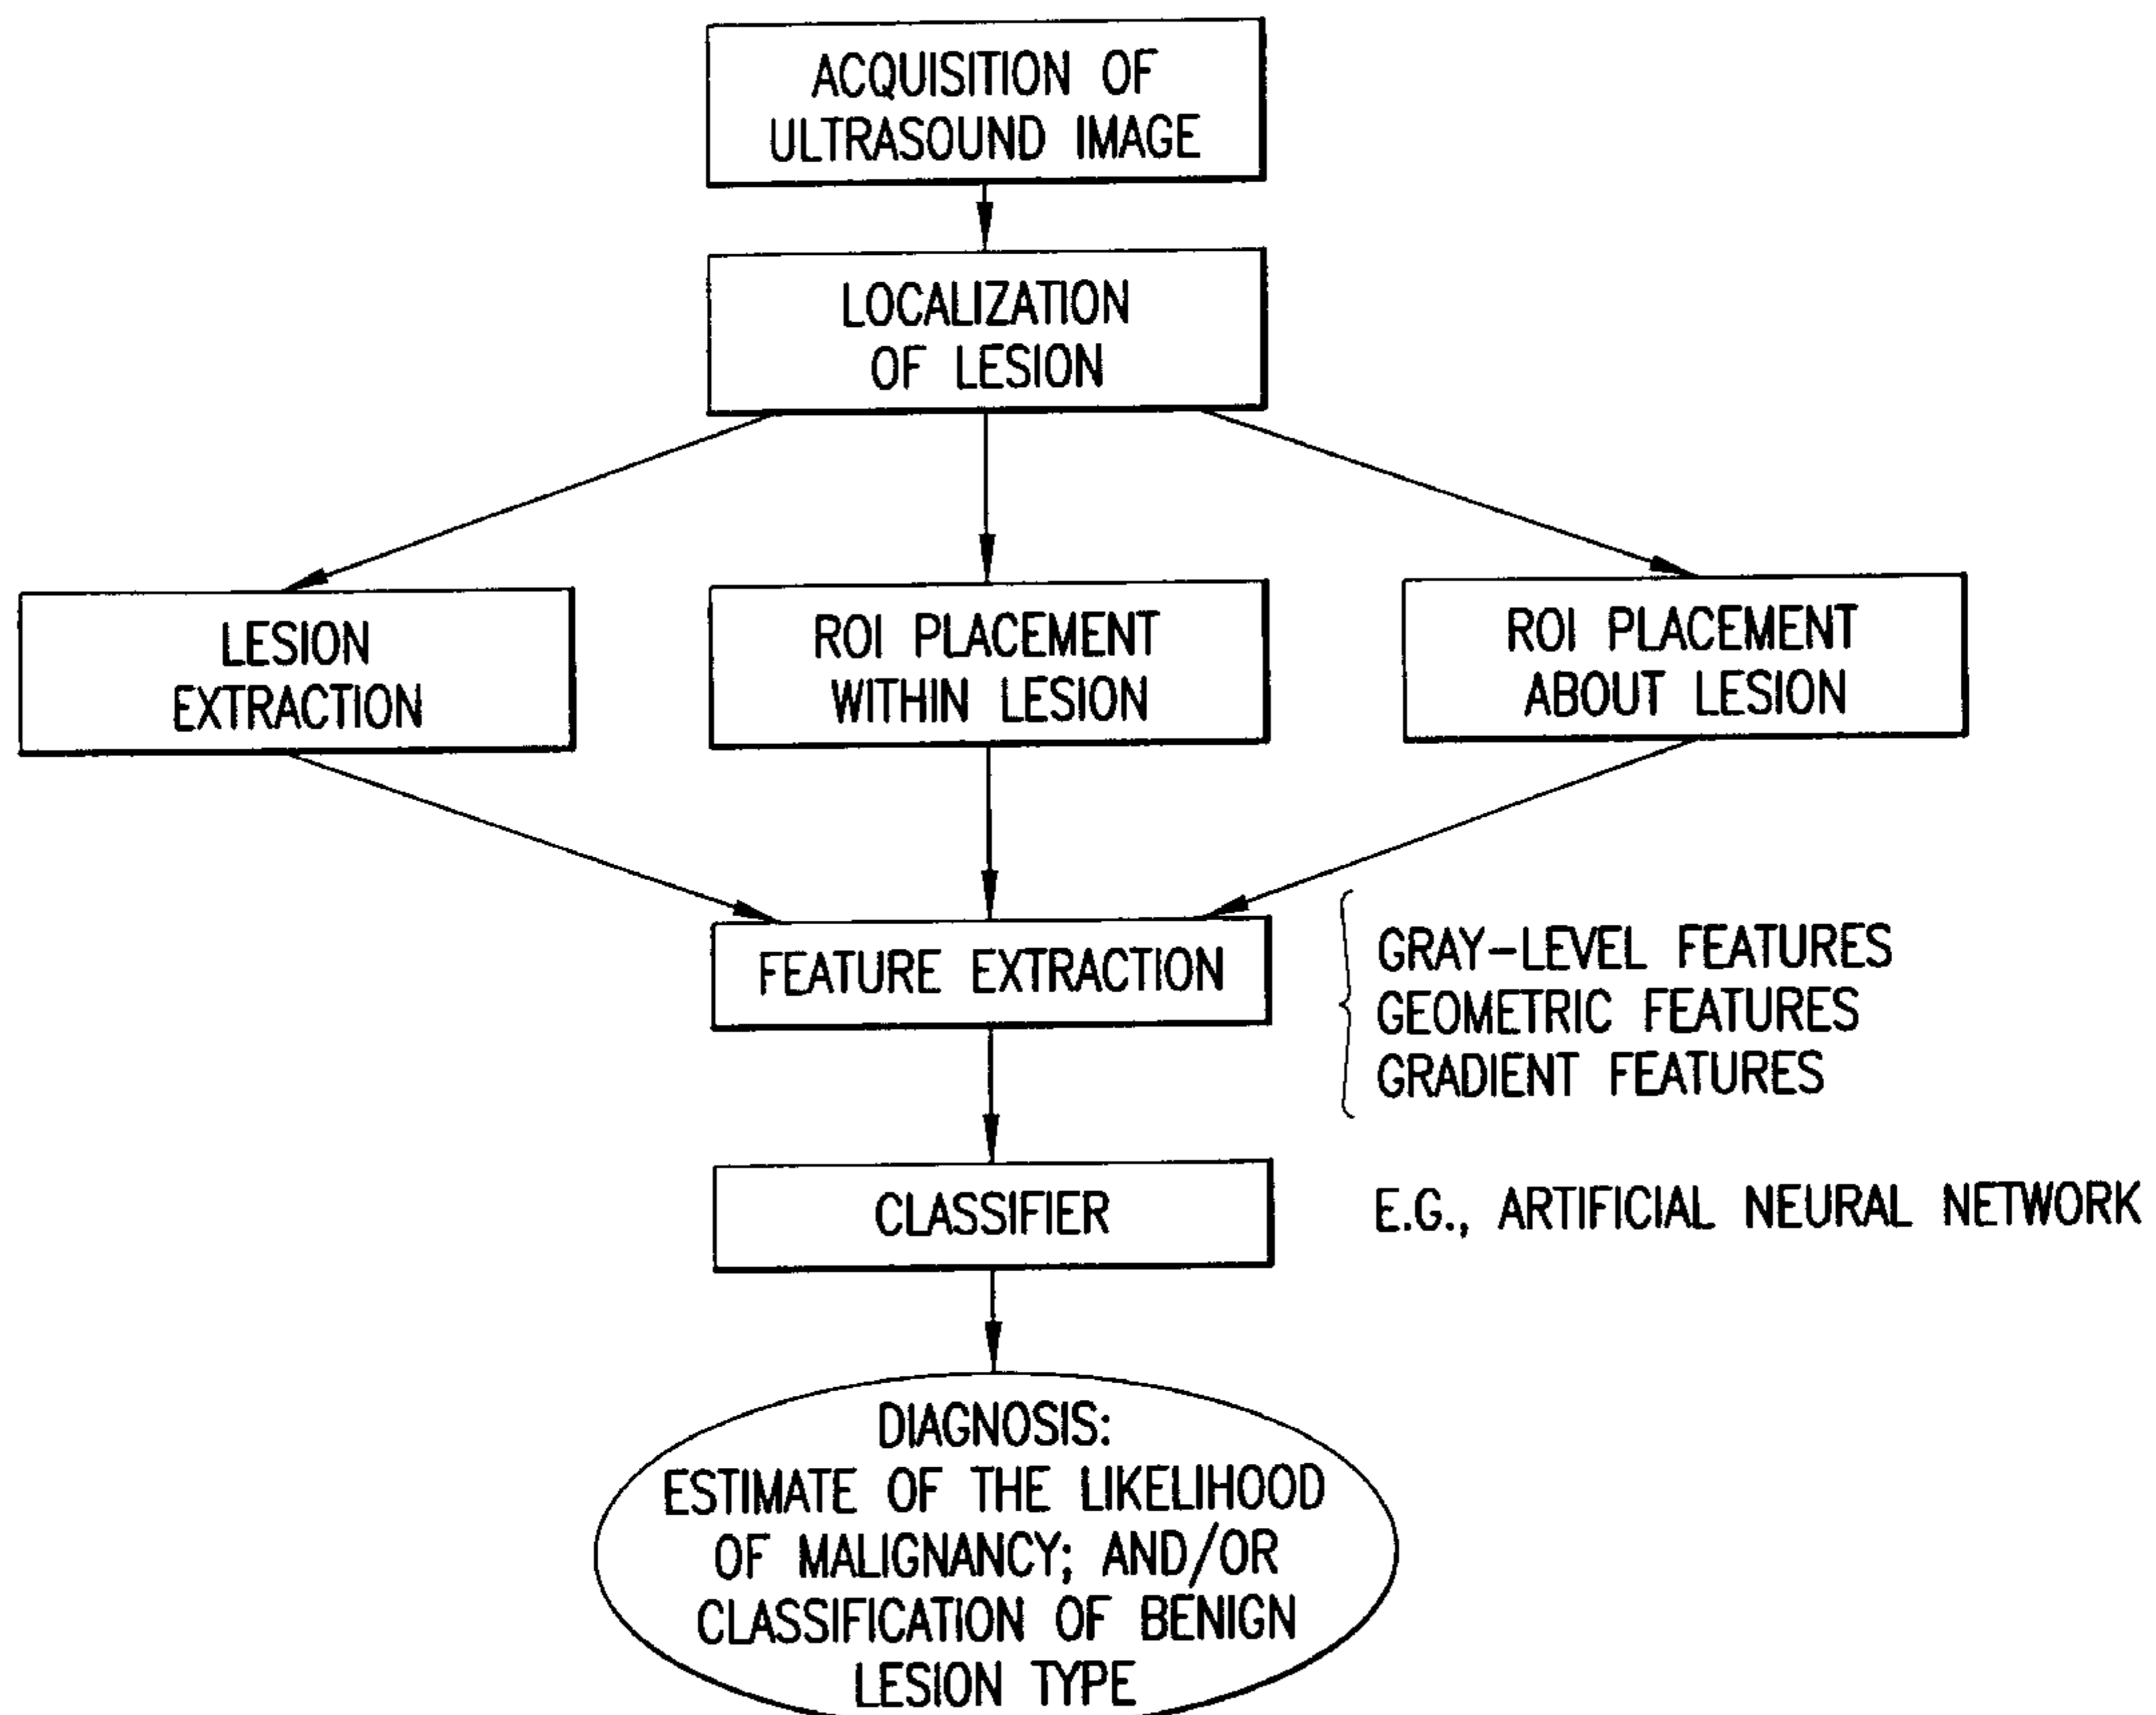 ACQUISITION OF
ULTRASOUND IMAGE
LOCALIZATION
OF LESION
LESION
EXTRACTION
ROI PLACEMENT
WITHIN LESION
ROI PLACEMENT
ABOUT LESION
FEATURE EXTRACTION
GRAY-LEVEL FEATURES
GEOMETRIC FEATURES
GRADIENT FEATURES
CLASSIFIER
E.G., ARTIFICIAL NEURAL NETWORK
DIAGNOSIS:
ESTIMATE OF THE LIKELIHOOD
OF MALIGNANCY; AND/OR
CLASSIFICATION OF BENIGN
LESION TYPE